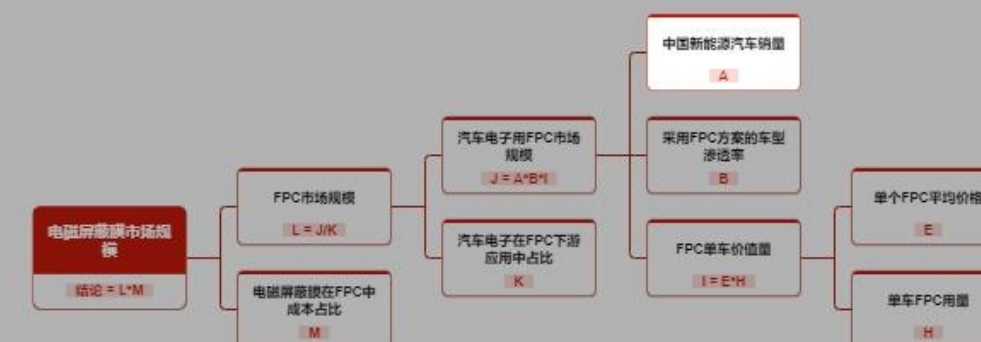 中国新能源汽车销量
A
汽车电子用FPC市场
规模
J = A*B*I
采用FPC方案的车型
渗透率
B
FPC市场规模
L = J/K
单个FPC平均价格
E
电磁屏蔽膜市场规
模
结论 = L*M
汽车电子在FPC下游
应用中占比
K
FPC单车价值量
I = E*H
电磁屏蔽膜在FPC中
成本占比
M
单车FPC用量
H